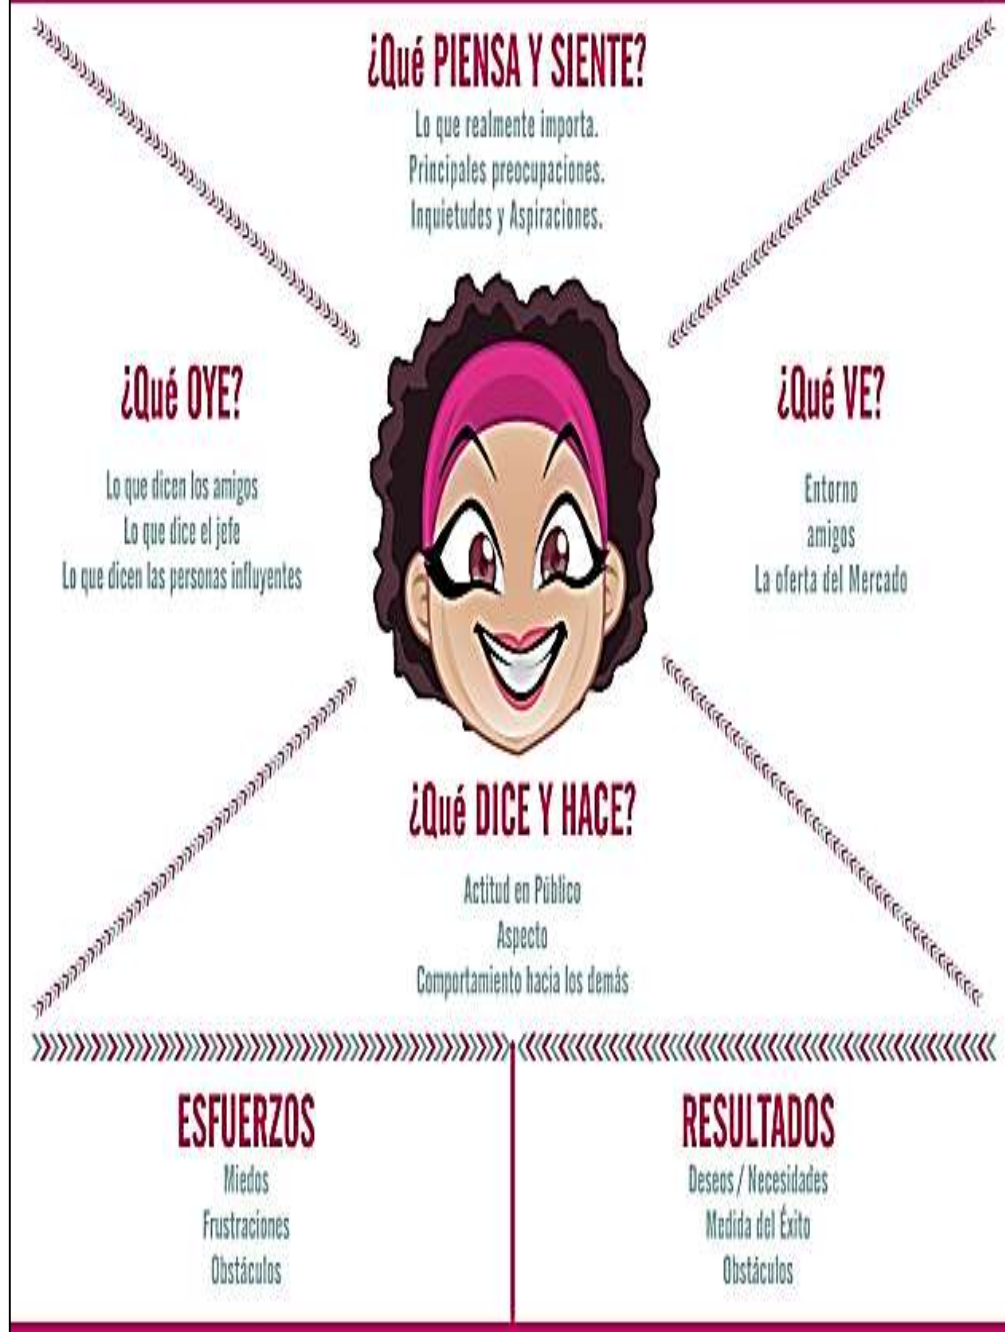 ¿Qué PIENSA Y SIENTE?
Lo que realmente importa.
Principales preocupaciones.
Inquietudes y Aspiraciones.
¿Qué OYE?
Lo que dicen los amigos
Lo que dice el jefe
Lo que dicen las personas influyentes
¿Qué VE?
Entorno
amigos
La oferta del Mercado
¿Qué DICE Y HACE?
Actitud en Público
Aspecto
Comportamiento hacia los demás
ESFUERZOS
Miedos
Frustraciones
Obstáculos
RESULTADOS
Deseos / Necesidades
Medida del Éxito
Obstáculos